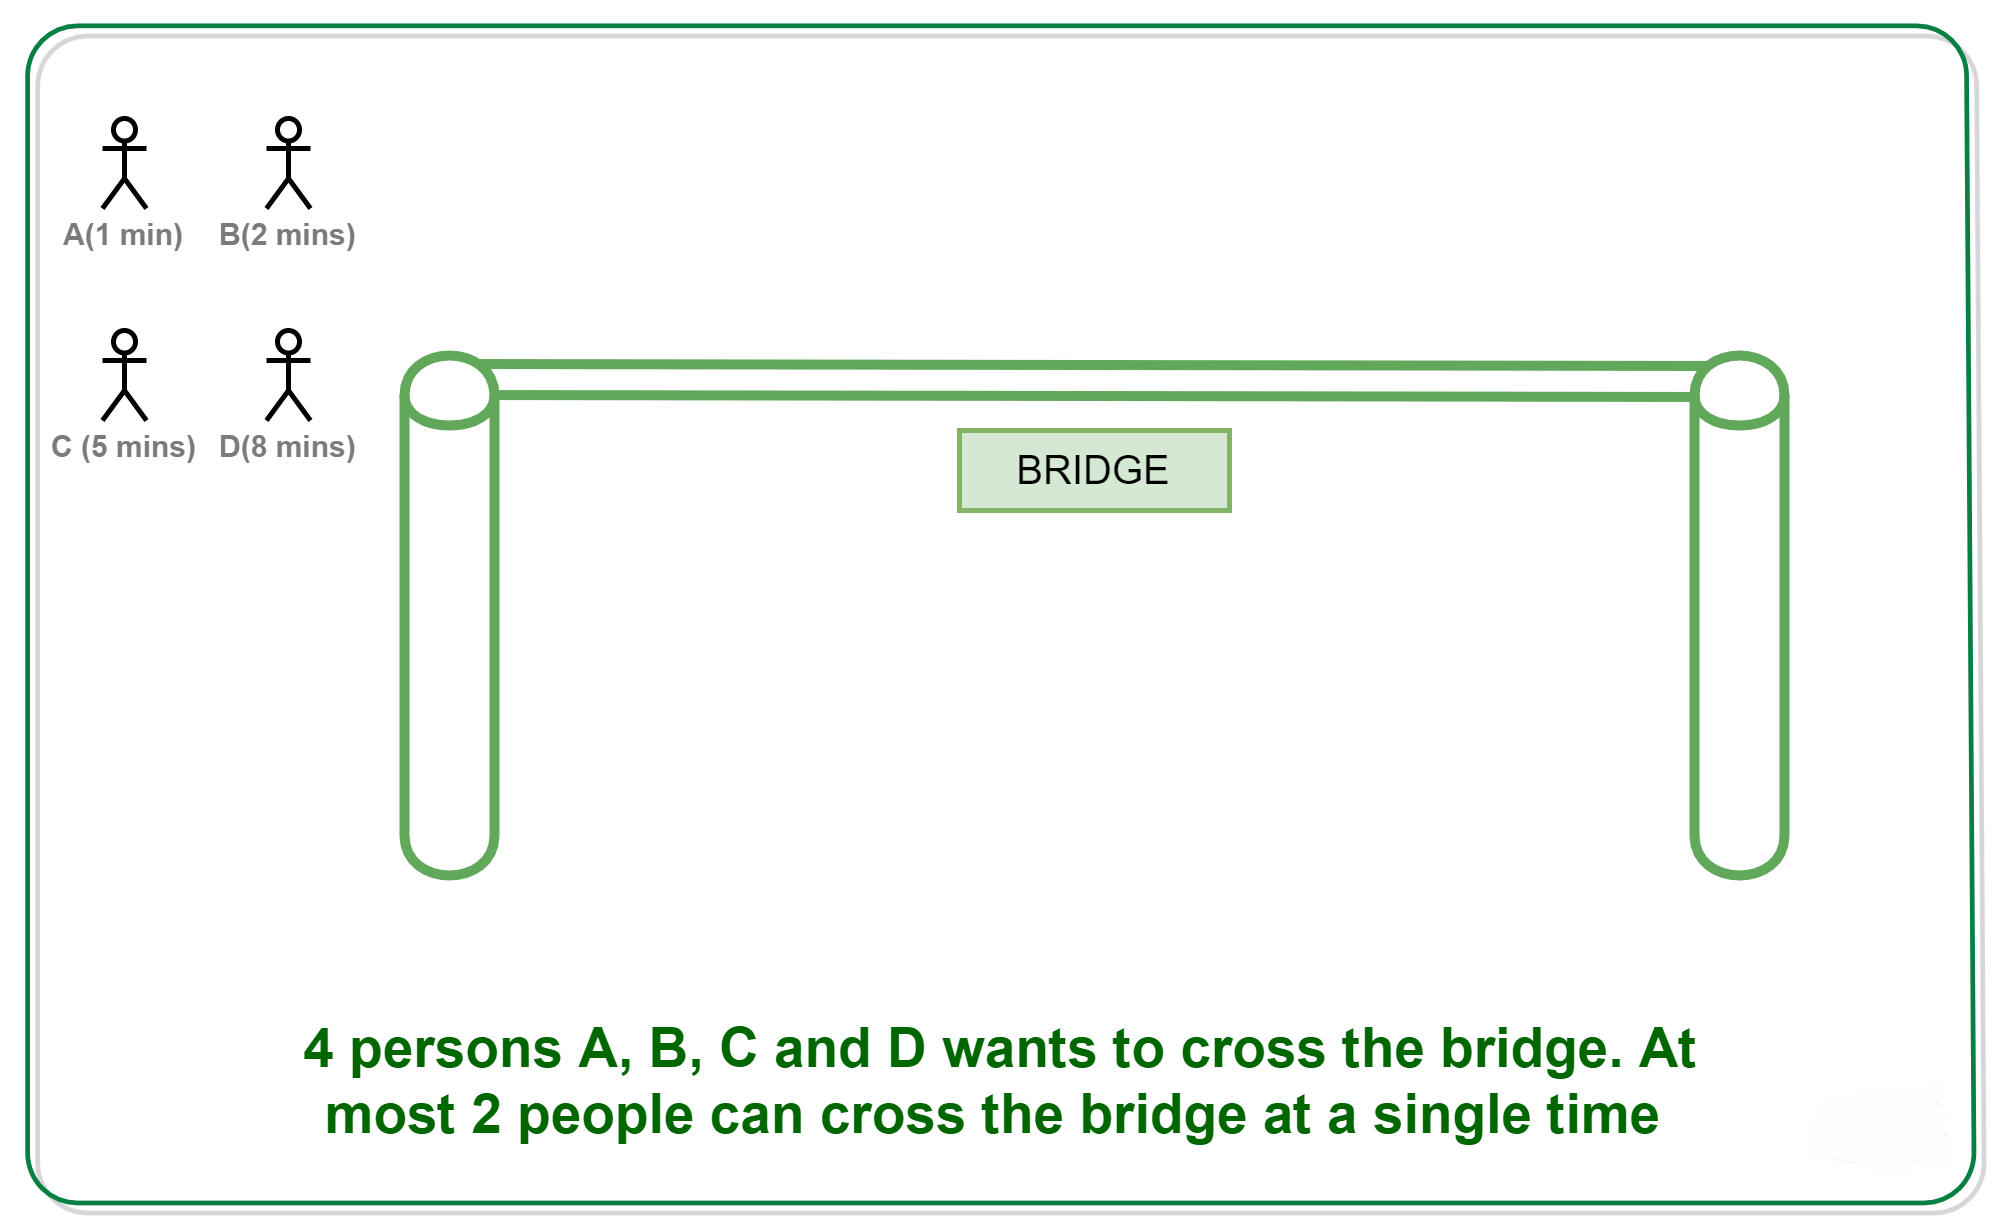 A(1 min) B(2 mins)
C (5 mins) D(8 mins)
BRIDGE
4 persons A, B, C and D wants to cross the bridge. At
most 2 people can cross the bridge at a single time